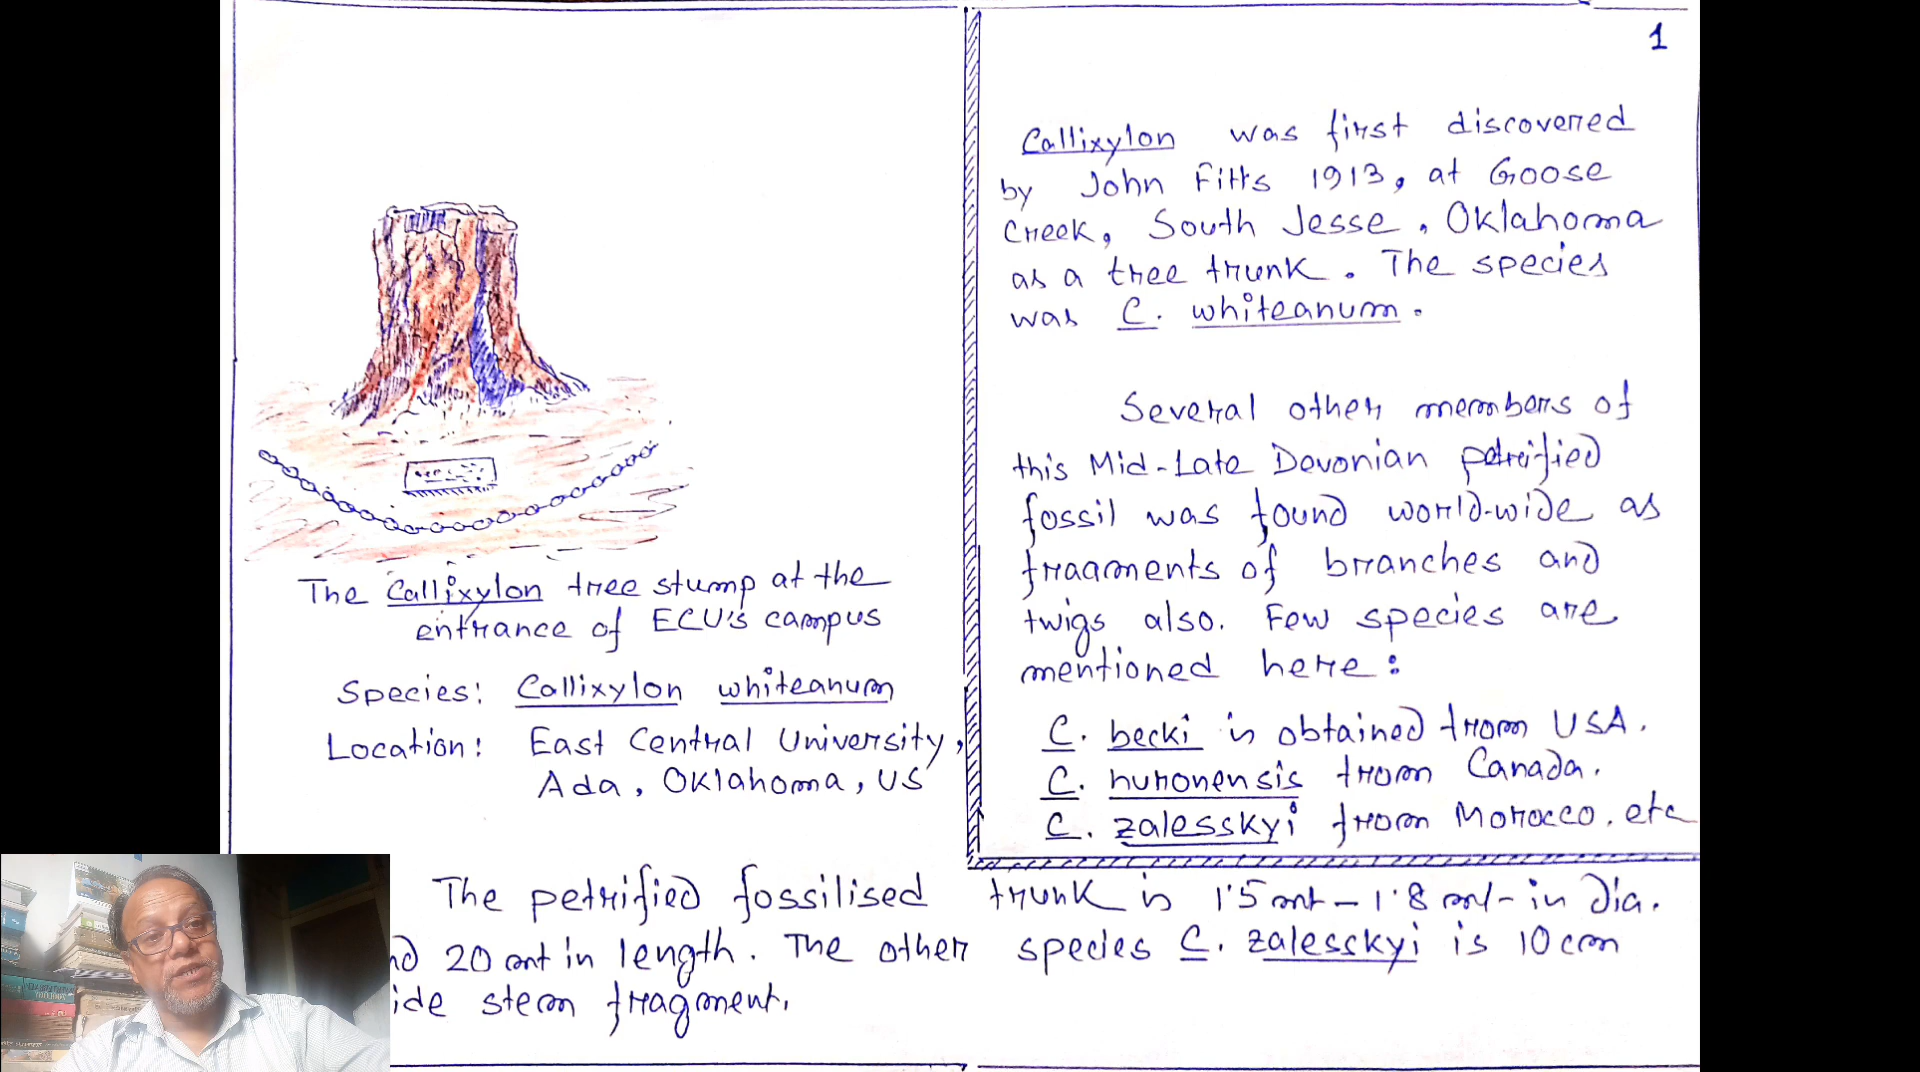 1
The Callixylon tree stump at the
entrance of ECU's campus
Species: Callixylon whiteanum
Location: East Central University,
Ada, Oklahoma, US
Callixylon was first discovered
by John Fitts 1913, at Goose
Creek, South Jesse, Oklahoma
as a tree trunk. The species
was C. whiteanum.
Several other members of
this Mid-Late Devonian petrified
fossil was found world-wide as
fragments of branches and
twigs also. Few species are
mentioned here:
C. becki is obtained from USA.
C. huronensis from Canada.
C. zalesskyi from Morocco. etc
The petrified fossilised trunk is 1.5 mt - 1.8 mt - in dia.
20 mt in length. The other species C. zalesskyi is 10 cm
stem fragment.